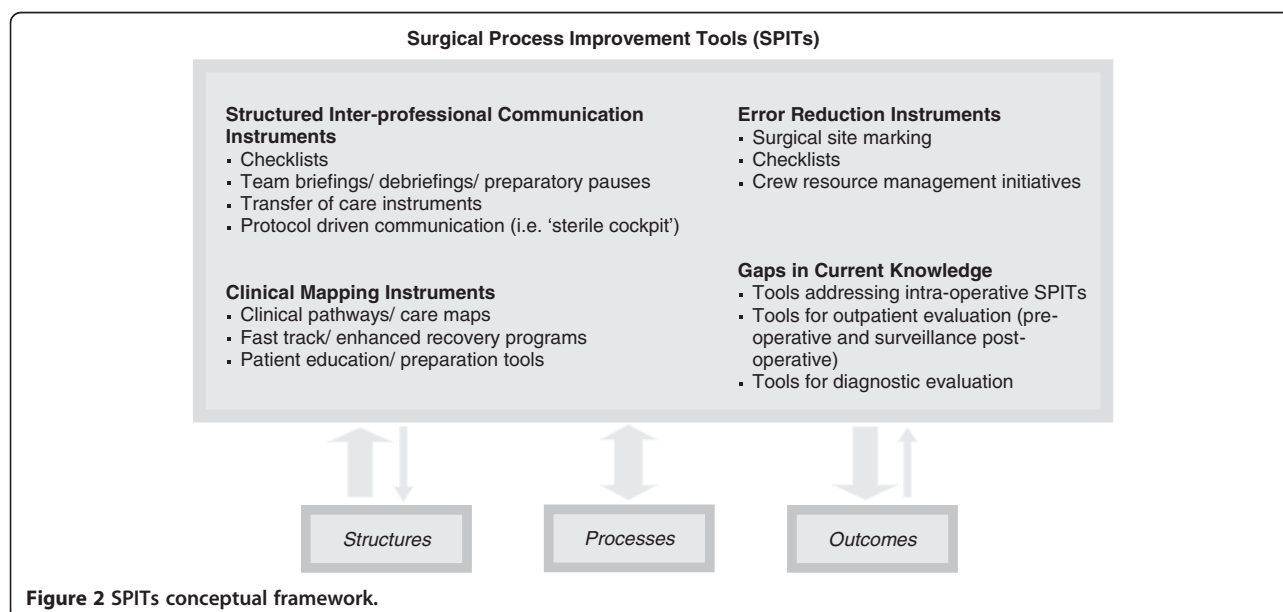 Surgical Process Improvement Tools (SPITs)
Structured Inter-professional Communication
Instruments
▪ Checklists
▪ Team briefings/ debriefings/ preparatory pauses
▪ Transfer of care instruments
▪ Protocol driven communication (i.e. ‘sterile cockpit’)
Clinical Mapping Instruments
▪ Clinical pathways/ care maps
▪ Fast track/ enhanced recovery programs
▪ Patient education/ preparation tools
Error Reduction Instruments
▪ Surgical site marking
▪ Checklists
▪ Crew resource management initiatives
Gaps in Current Knowledge
▪ Tools addressing intra-operative SPITs
▪ Tools for outpatient evaluation (pre-
operative and surveillance post-
operative)
▪ Tools for diagnostic evaluation
Structures
Processes
Outcomes
Figure 2 SPITs conceptual framework.